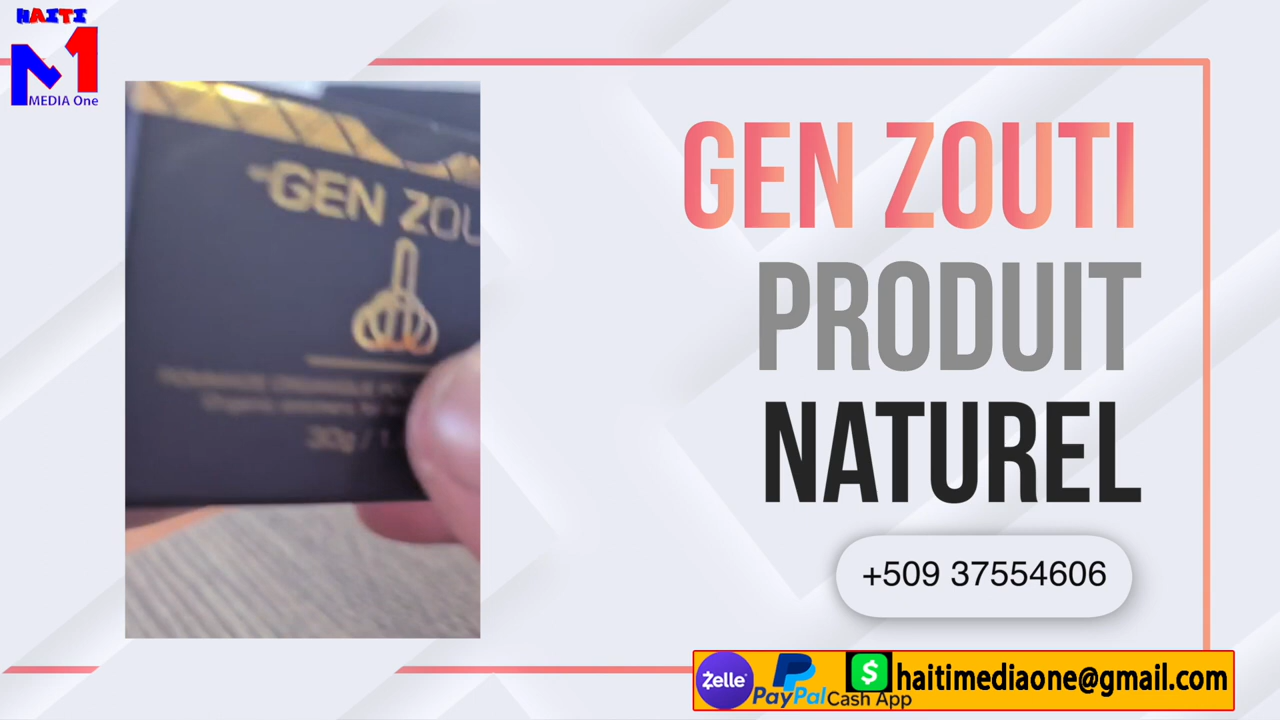 HAITI
M1
MEDIA One
GEN ZOU
30g / 1.
GEN ZOUTI
PRODUIT
NATUREL
+509 37554606
Zelle
PayPal
$
Cash App
haitimediaone@gmail.com